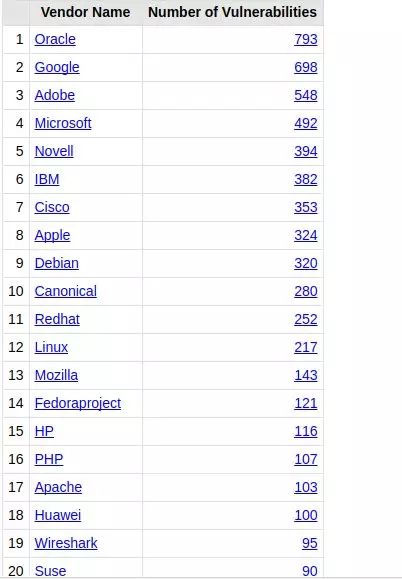 Vendor Name Number of Vulnerabilities
1 Oracle 793
2 Google 698
3 Adobe 548
4 Microsoft 492
5 Novell 394
6 IBM 382
7 Cisco 353
8 Apple 324
9 Debian 320
10 Canonical 280
11 Redhat 252
12 Linux 217
13 Mozilla 143
14 Fedoraproject 121
15 HP 116
16 PHP 107
17 Apache 103
18 Huawei 100
19 Wireshark 95
20 Suse 90